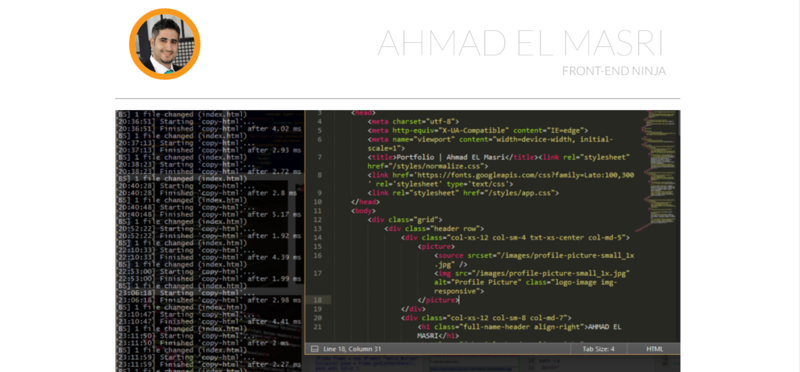 AHMAD EL MASRI
FRONT-END NINJA
BS] 1 file changed (index.html)
20:36:51] Starting 'copy-html'...
20:36:51] Finished 'copy-html' after 4.02 ms
BS] 1 file changed (index.html)
20:37:13] Starting 'copy-html'...
20:37:13] Finished 'copy-html' after 2.93 ms
BS] 1 file changed (index.html)
20:38:23] Starting 'copy-html'...
20:38:23] Finished 'copy-html' after 2.72 ms
BS] 1 file changed (index.html)
20:40:28] Starting 'copy-html'...
20:40:28] Finished 'copy-html' after 2.8 ms
BS] 1 file changed (index.html)
20:40:48] Starting 'copy-html'...
20:40:48] Finished 'copy-html' after 5.17 ms
BS] 1 file changed (index.html)
20:52:22] Starting 'copy-html'...
20:52:22] Finished 'copy-html' after 1.92 ms
BS] 1 file changed (index.html)
22:10:33] Starting 'copy-html'...
22:10:33] Finished 'copy-html' after 4.39 ms
BS] 1 file changed (index.html)
22:53:00] Starting 'copy-html'...
22:53:00] Finished 'copy-html' after 1.99 ms
BS] 1 file changed (index.html)
23:06:18] Starting 'copy-html'...
23:06:18] Finished 'copy-html' after 2.98 ms
BS] 1 file changed (index.html)
23:10:47] Starting 'copy-html'...
23:10:47] Finished 'copy-html' after 4.41 ms
BS] 1 file changed (index.html)
23:11:50] Starting 'copy-html'...
23:11:50] Finished 'copy-html' after 2 ms
BS] 1 file changed (index.html)
23:11:59] Starting 'copy-html'...
23:11:59] Finished 'copy-html' after 2.27 ms
BS] 1 file changed (index.html)
3 <head>
4 <meta charset="utf-8">
5 <meta http-equiv="X-UA-Compatible" content="IE=edge">
6 <meta name="viewport" content="width=device-width, initial-
scale=1">
7 <title>Portfolio | Ahmad EL Masri</title><link rel="stylesheet"
href="/styles/normalize.css">
8 <link href='https://fonts.googleapis.com/css?family=Lato:100,300
' rel='stylesheet' type='text/css'>
9 <link rel="stylesheet" href="/styles/app.css">
10 </head>
11 <body>
12 <div class="grid">
13 <div class="header row">
14 <div class="col-xs-12 col-sm-4 txt-xs-center col-md-5">
15 <picture>
16 <source srcset="/images/profile-picture-small_1x
.jpg" />
17 <img src="/images/profile-picture-small_1x.jpg"
alt="Profile Picture" class="logo-image img-
responsive">
18 </picture>
19 </div>
20 <div class="col-xs-12 col-sm-8 col-md-7">
21 <h1 class="full-name-header align-right">AHMAD EL
MASRI</h1>
Line 18, Column 31
Tab Size: 4
HTML